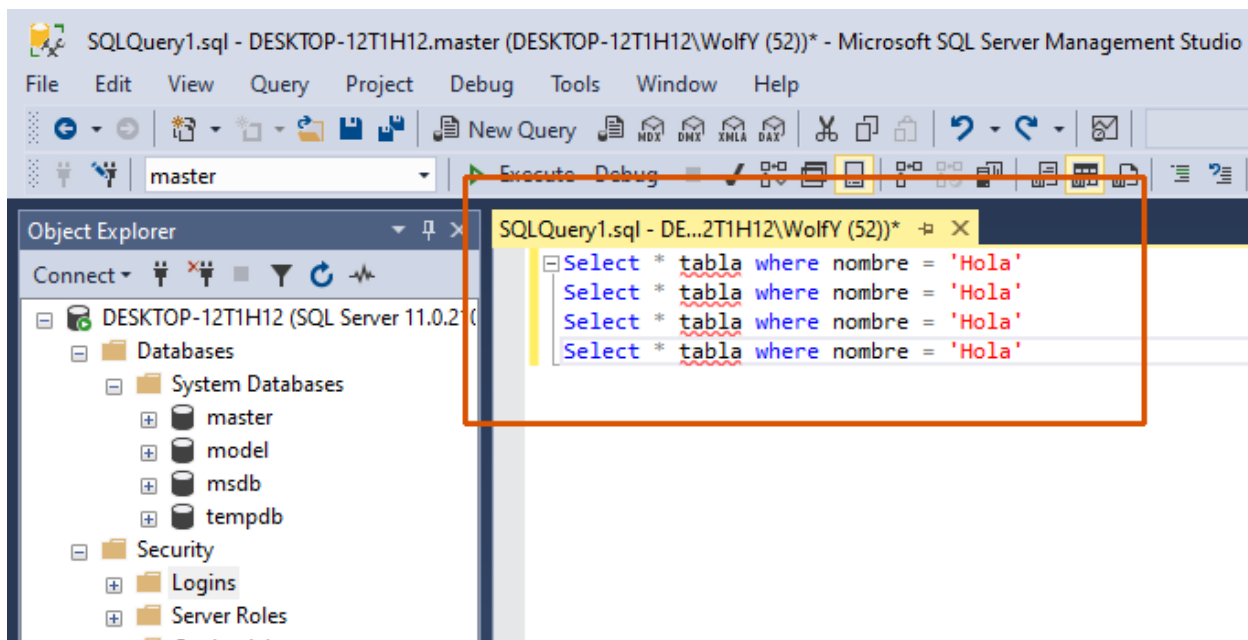 SQLQuery1.sql - DESKTOP-12T1H12.master (DESKTOP-12T1H12\WolfY (52))* - Microsoft SQL Server Management Studio
File Edit View Query Project Debug Tools Window Help
New Query MDX DMX XMLA DAX
master Execute Debug
Object Explorer
Connect
DESKTOP-12T1H12 (SQL Server 11.0.210
Databases
System Databases
master
model
msdb
tempdb
Security
Logins
Server Roles
SQLQuery1.sql - DE...2T1H12\WolfY (52))*
Select * tabla where nombre = 'Hola'
Select * tabla where nombre = 'Hola'
Select * tabla where nombre = 'Hola'
Select * tabla where nombre = 'Hola'